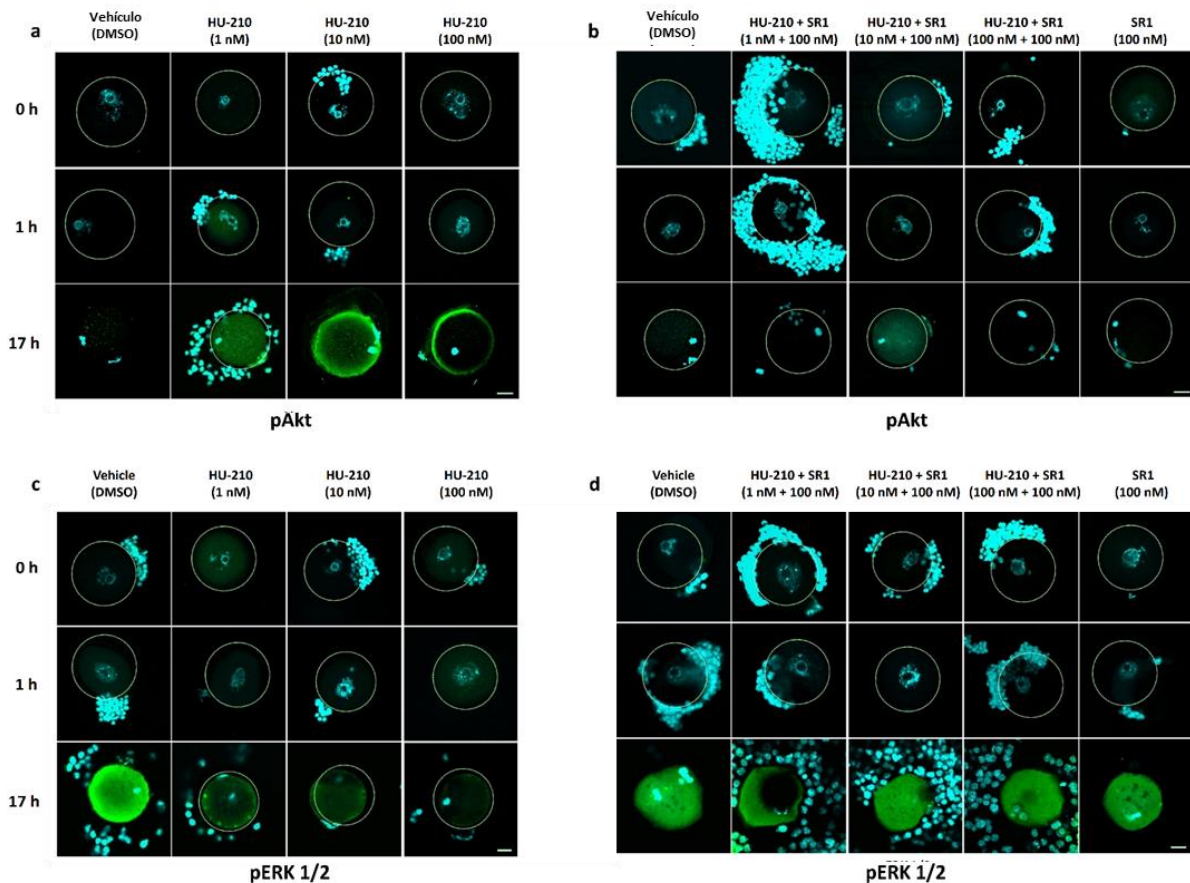 a
Vehículo
(DMSO)
HU-210
(1 nM)
HU-210
(10 nM)
HU-210
(100 nM)
0 h
1 h
17 h
pAkt
b
Vehículo
(DMSO)
HU-210 + SR1
(1 nM + 100 nM)
HU-210 + SR1
(10 nM + 100 nM)
HU-210 + SR1
(100 nM + 100 nM)
SR1
(100 nM)
pAkt
c
Vehicle
(DMSO)
HU-210
(1 nM)
HU-210
(10 nM)
HU-210
(100 nM)
0 h
1 h
17 h
pERK 1/2
d
Vehicle
(DMSO)
HU-210 + SR1
(1 nM + 100 nM)
HU-210 + SR1
(10 nM + 100 nM)
HU-210 + SR1
(100 nM + 100 nM)
SR1
(100 nM)
pERK 1/2